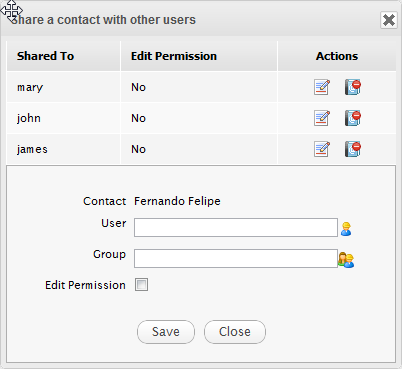 Share a contact with other users
Shared To Edit Permission Actions
mary No
john No
james No
Contact Fernando Felipe
User
Group
Edit Permission
Save Close